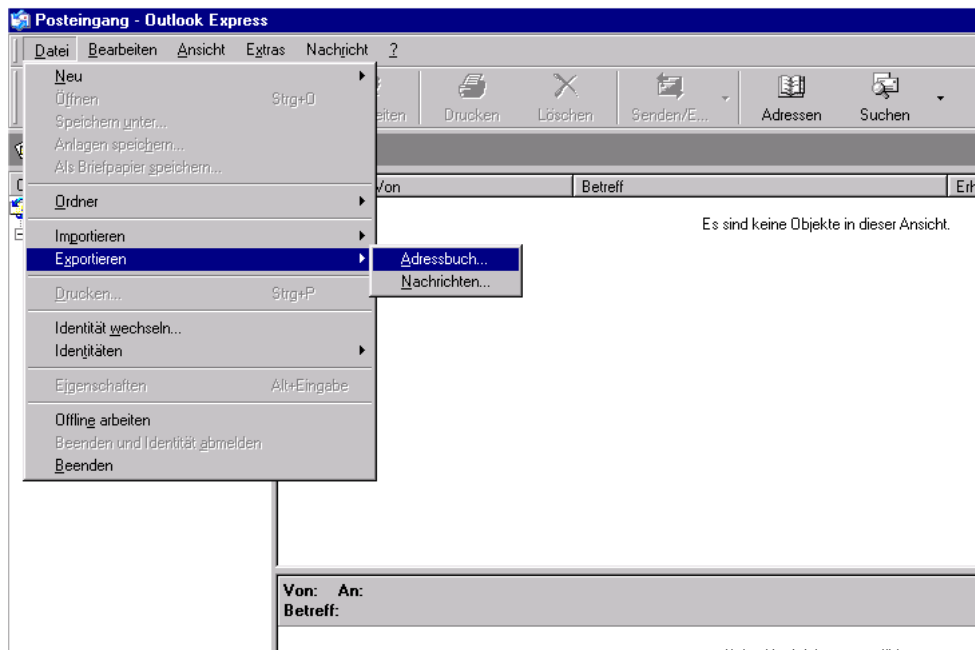 Posteingang - Outlook Express
Datei Bearbeiten Ansicht Extras Nachricht ?
Neu
Öffnen Strg+O
Speichern unter...
Anlagen speichern...
Als Briefpapier speichern...
Ordner
Importieren
Exportieren
Drucken... Strg+P
Identität wechseln...
Identitäten
Eigenschaften Alt+Eingabe
Offline arbeiten
Beenden und Identität abmelden
Beenden
Adressbuch...
Nachrichten...
eiten Drucken Löschen Senden/E... Adressen Suchen
Von Betreff Erh
Es sind keine Objekte in dieser Ansicht.
Von: An:
Betreff: